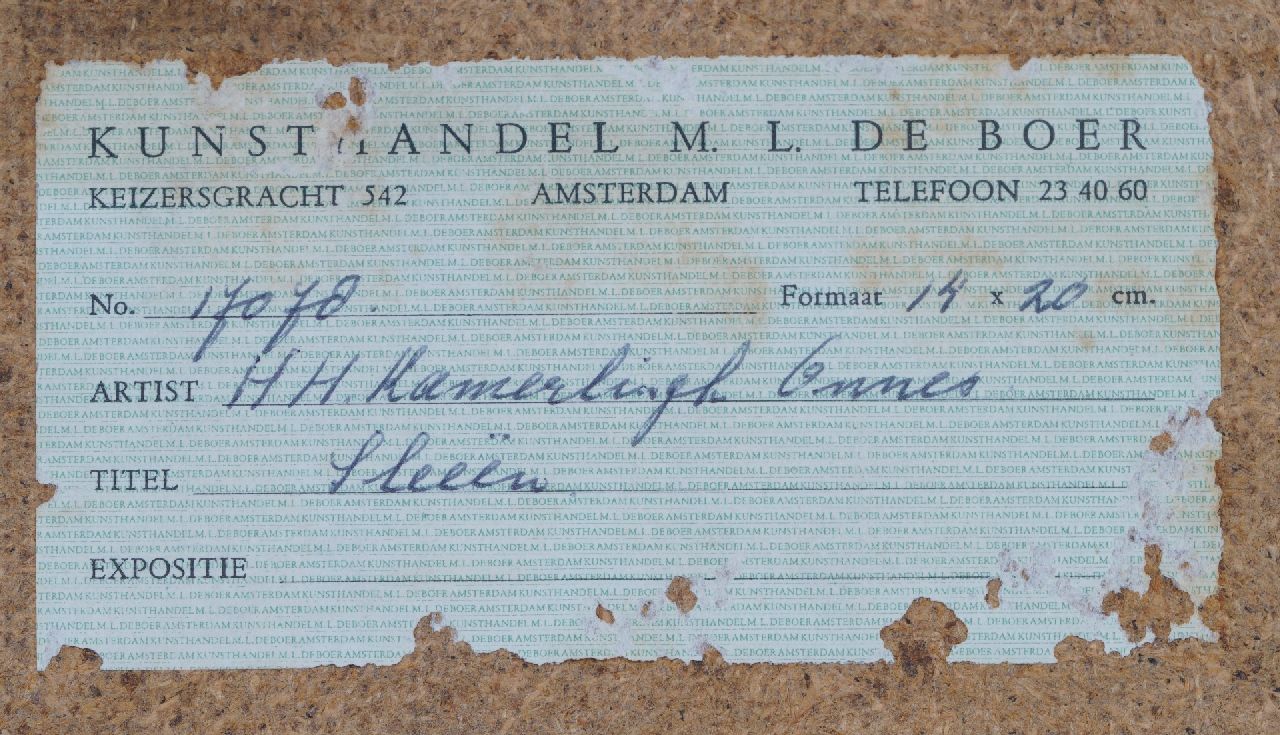 KUNSTHANDEL M. L. DE BOER
KEIZERSGRACHT 542 AMSTERDAM TELEFOON 23 40 60
No. 17078. Formaat 14 x 20 cm.
ARTIST H H. Kamerlingh Onnes
TITEL Sleeën
EXPOSITIE